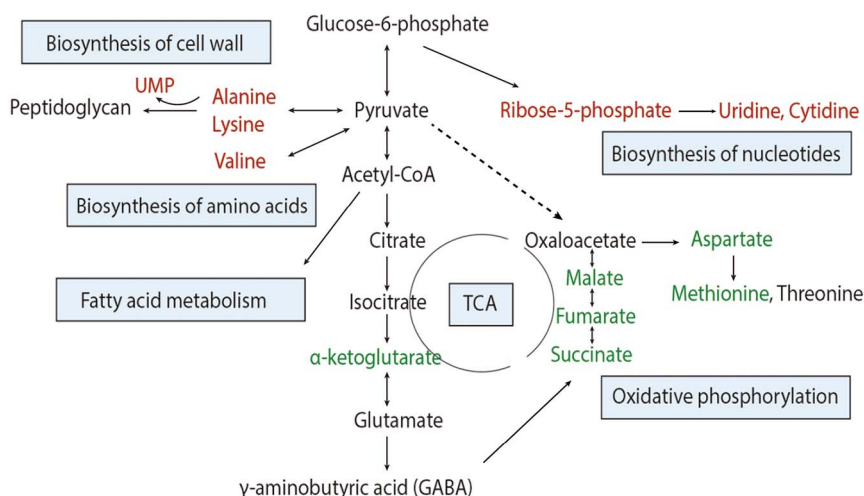 Glucose-6-phosphate
Biosynthesis of cell wall
UMP
Peptidoglycan
Alanine
Lysine
Pyruvate
Ribose-5-phosphate
Uridine, Cytidine
Valine
Biosynthesis of nucleotides
Acetyl-CoA
Biosynthesis of amino acids
Citrate
Oxaloacetate
Aspartate
Malate
Fatty acid metabolism
Isocitrate
TCA
Methionine, Threonine
Fumarate
α-ketoglutarate
Succinate
Oxidative phosphorylation
Glutamate
γ-aminobutyric acid (GABA)